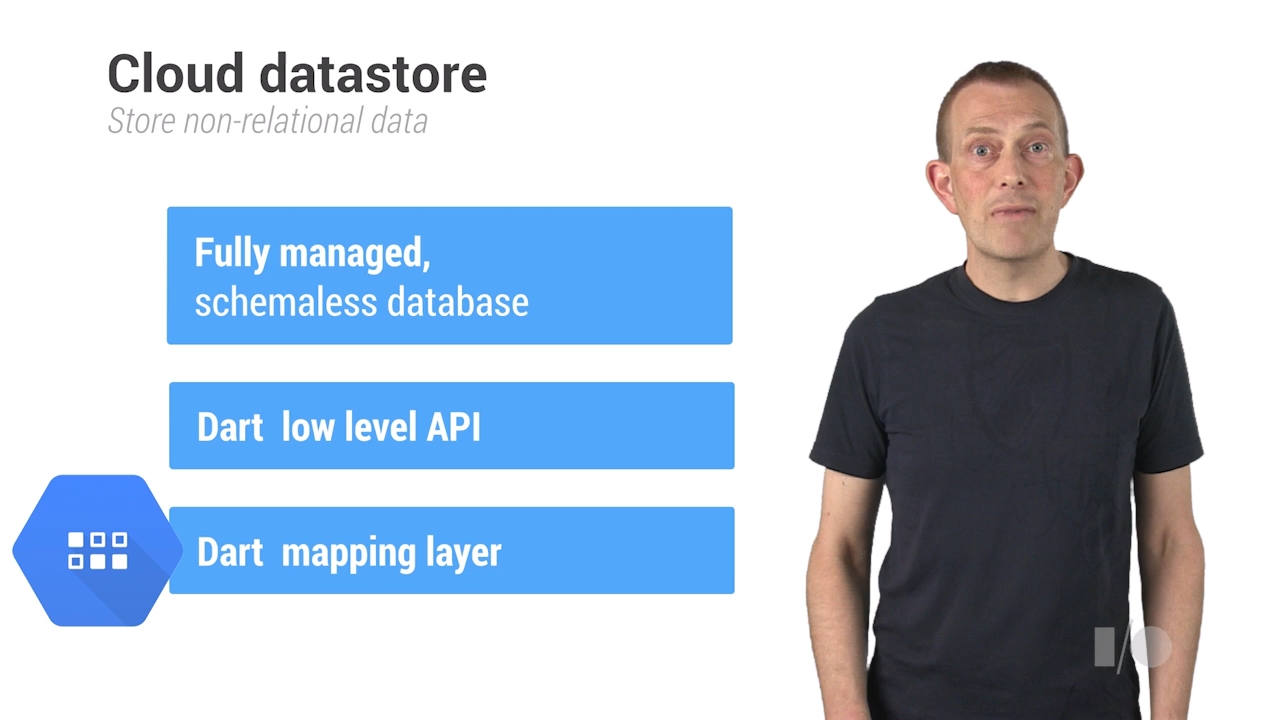 Cloud datastore
Store non-relational data
Fully managed,
schemaless database
Dart low level API
Dart mapping layer
I/O